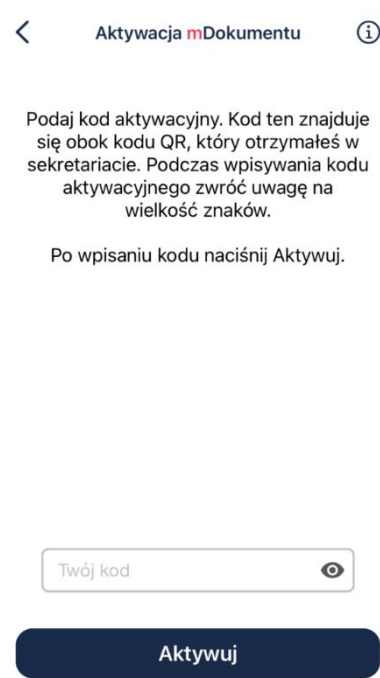 Aktywacja mDokumentu
Podaj kod aktywacyjny. Kod ten znajduje
się obok kodu QR, który otrzymałeś w
sekretariacie. Podczas wpisywania kodu
aktywacyjnego zwróć uwagę na
wielkość znaków.
Po wpisaniu kodu naciśnij Aktywuj.
Twój kod
Aktywuj